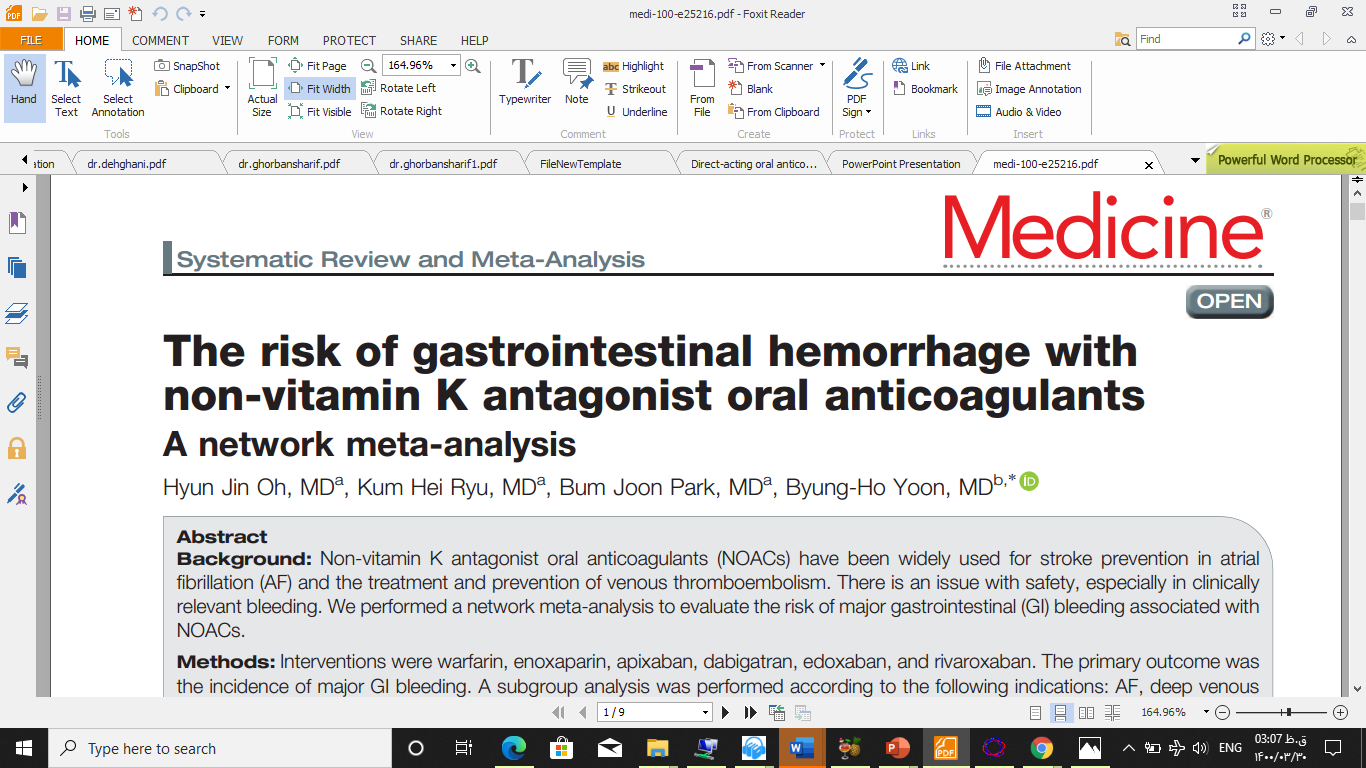 medi-100-e25216.pdf - Foxit Reader
FILE HOME COMMENT VIEW FORM PROTECT SHARE HELP
Find
Hand
Select Text
Select Annotation
SnapShot
Clipboard
Tools
Actual Size
Fit Page
Fit Width
Fit Visible
164.96%
Rotate Left
Rotate Right
View
Typewriter
Note
abc Highlight
Strikeout
Underline
Comment
From File
From Scanner
Blank
From Clipboard
Create
PDF Sign
Protect
Link
Bookmark
Links
File Attachment
Image Annotation
Audio & Video
Insert
ation dr.dehghani.pdf dr.ghorbansharif.pdf dr.ghorbansharif1.pdf FileNewTemplate Direct-acting oral antico... PowerPoint Presentation medi-100-e25216.pdf Powerful Word Processor
Medicine®
Systematic Review and Meta-Analysis
OPEN
The risk of gastrointestinal hemorrhage with
non-vitamin K antagonist oral anticoagulants
A network meta-analysis
Hyun Jin Oh, MDa, Kum Hei Ryu, MDa, Bum Joon Park, MDa, Byung-Ho Yoon, MDb,* iD
Abstract
Background: Non-vitamin K antagonist oral anticoagulants (NOACs) have been widely used for stroke prevention in atrial
fibrillation (AF) and the treatment and prevention of venous thromboembolism. There is an issue with safety, especially in clinically
relevant bleeding. We performed a network meta-analysis to evaluate the risk of major gastrointestinal (GI) bleeding associated with
NOACs.
Methods: Interventions were warfarin, enoxaparin, apixaban, dabigatran, edoxaban, and rivaroxaban. The primary outcome was
the incidence of major GI bleeding. A subgroup analysis was performed according to the following indications: AF, deep venous
1 / 9
164.96%
Type here to search
ENG
03:07 ق.ظ
۱۴۰۰/۰۳/۳۰